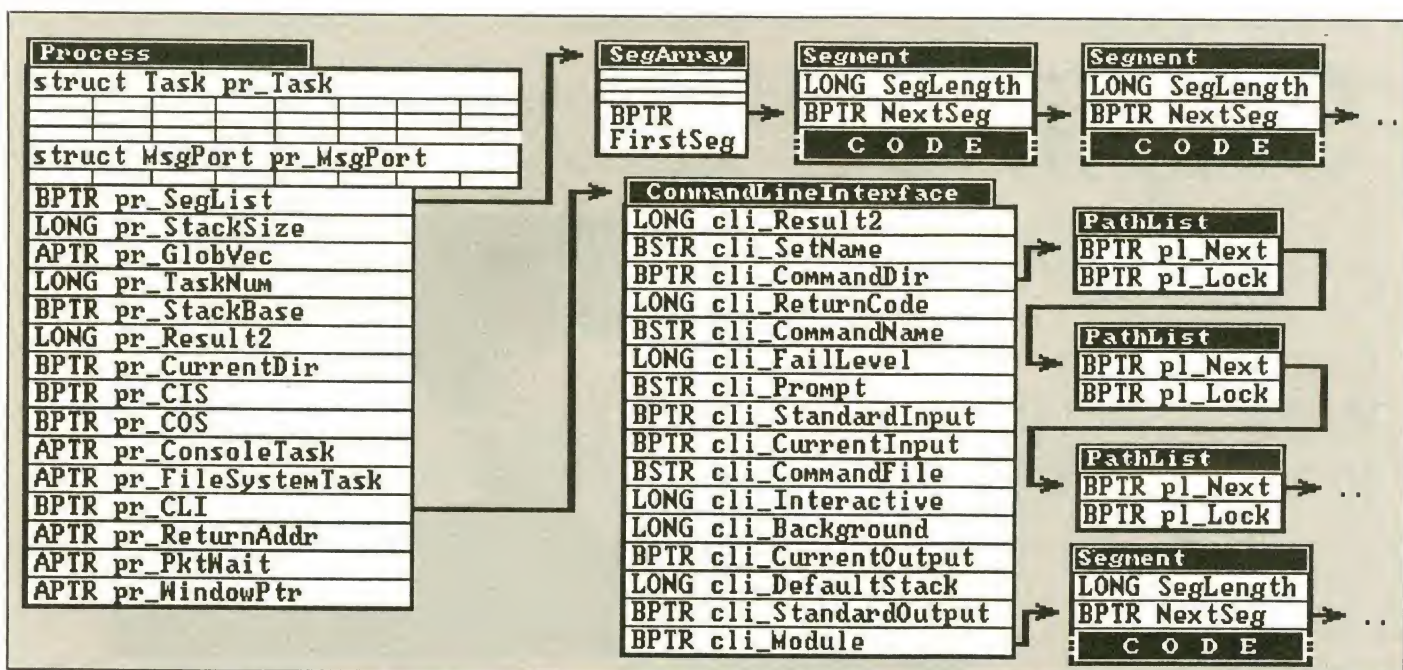 Process
struct Task pr_Task
struct MsgPort pr_MsgPort
BPTR pr_SegList
LONG pr_StackSize
APTR pr_GlobVec
LONG pr_TaskNum
BPTR pr_StackBase
LONG pr_Result2
BPTR pr_CurrentDir
BPTR pr_CIS
BPTR pr_COS
APTR pr_ConsoleTask
APTR pr_FileSystemTask
BPTR pr_CLI
APTR pr_ReturnAddr
APTR pr_PktWait
APTR pr_WindowPtr
SegArray
BPTR
FirstSeg
Segment
LONG SegLength
BPTR NextSeg
C O D E
Segment
LONG SegLength
BPTR NextSeg
C O D E
..
CommandLineInterface
LONG cli_Result2
BSTR cli_SetName
BPTR cli_CommandDir
LONG cli_ReturnCode
BSTR cli_CommandName
LONG cli_FailLevel
BSTR cli_Prompt
BPTR cli_StandardInput
BPTR cli_CurrentInput
BSTR cli_CommandFile
LONG cli_Interactive
LONG cli_Background
BPTR cli_CurrentOutput
LONG cli_DefaultStack
BPTR cli_StandardOutput
BPTR cli_Module
PathList
BPTR pl_Next
BPTR pl_Lock
PathList
BPTR pl_Next
BPTR pl_Lock
PathList
BPTR pl_Next
..
BPTR pl_Lock
Segment
LONG SegLength
BPTR NextSeg
..
C O D E